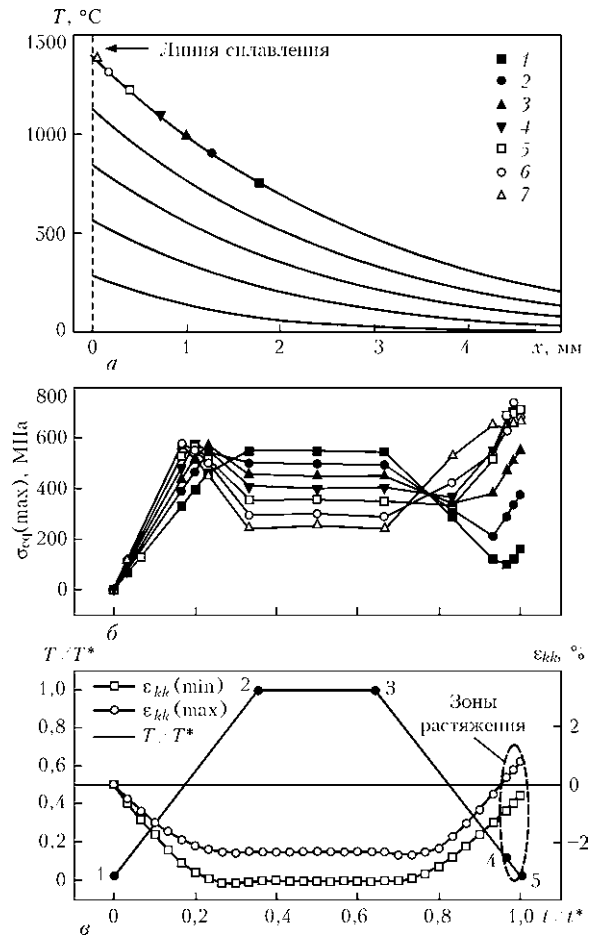 T, °C
1500
Линия сплавления
1
2
1000
3
4
5
6
500
7
0
0 1 2 3 4 x, мм
а
800
600
400
200
0
σeq(max), МПа
б
T/T* εkk, %
1,0 εkk(min) 2 3 Зоны растяжения
εkk(max)
0,8 T/T* 2
0,6
0
0,4
0,2 −2
1 4
0 5
0 0,2 0,4 0,6 0,8 1,0 t/t*
в